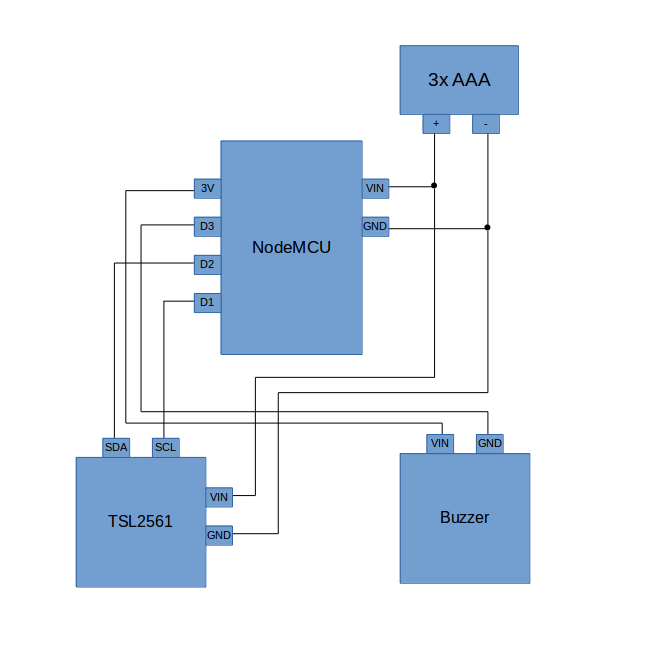 3x AAA
+
-
3V
VIN
D3
GND
NodeMCU
D2
D1
SDA
SCL
VIN
GND
VIN
GND
TSL2561
Buzzer